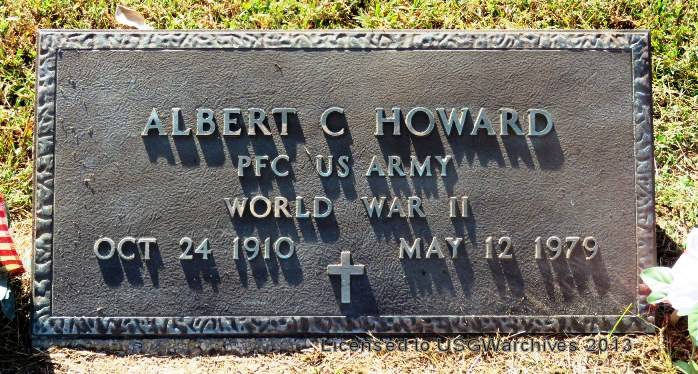 ALBERT C HOWARD
PFC US ARMY
WORLD WAR II
OCT 24 1910 MAY 12 1979
Licensed to USGWarchives 2013